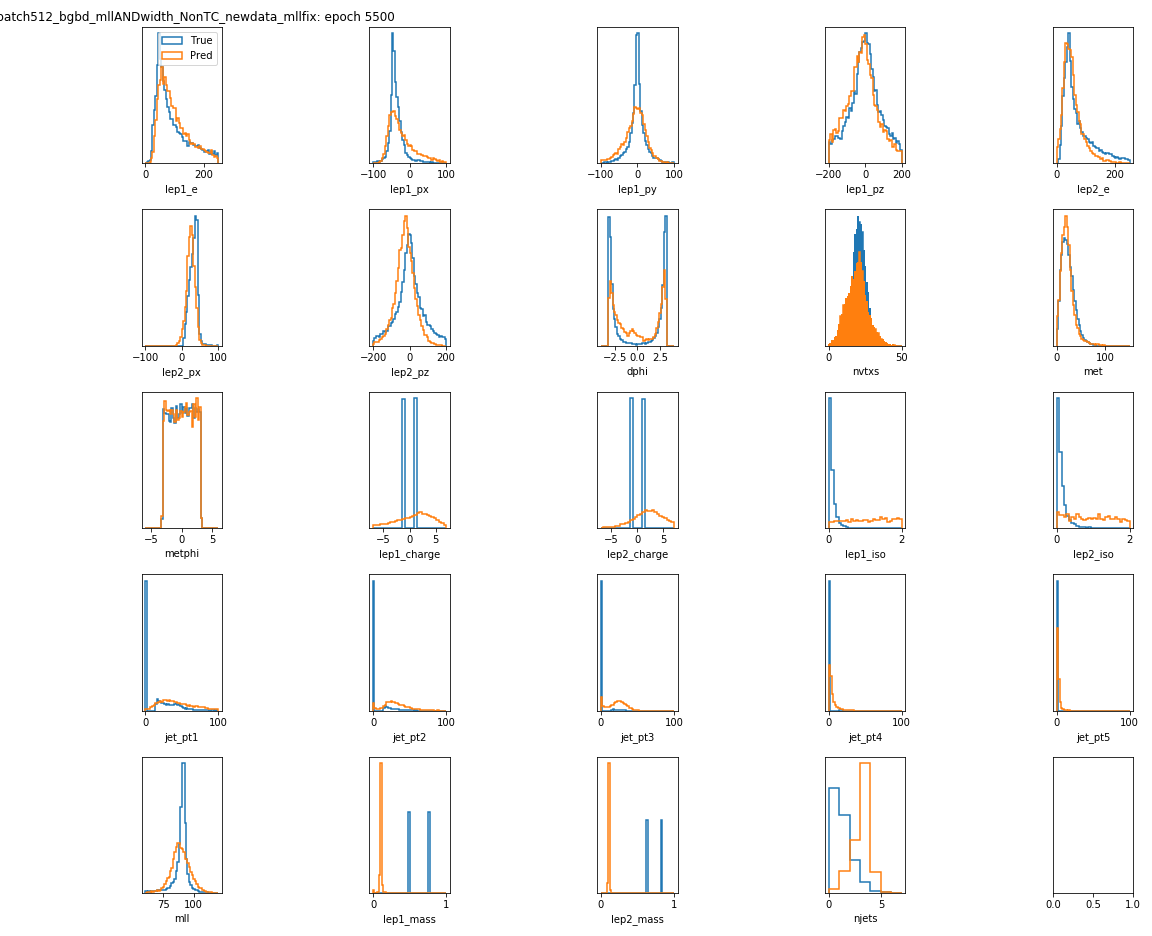 batch512_bgbd_mllANDwidth_NonTC_newdata_mllfix: epoch 5500
True
Pred
0 200
−100 0 100
−100 0 100
−200 0 200
0 200
lep1_e
lep1_px
lep1_py
lep1_pz
lep2_e
−100 0 100
−200 0 200
−2.5 0.0 2.5
0 50
0 100
lep2_px
lep2_pz
dphi
nvtxs
met
−5 0 5
−5 0 5
−5 0 5
0 2
0 2
metphi
lep1_charge
lep2_charge
lep1_iso
lep2_iso
0 100
0 100
0 100
0 100
0 100
jet_pt1
jet_pt2
jet_pt3
jet_pt4
jet_pt5
75 100
0 1
0 1
0 5
0.0 0.5 1.0
mll
lep1_mass
lep2_mass
njets